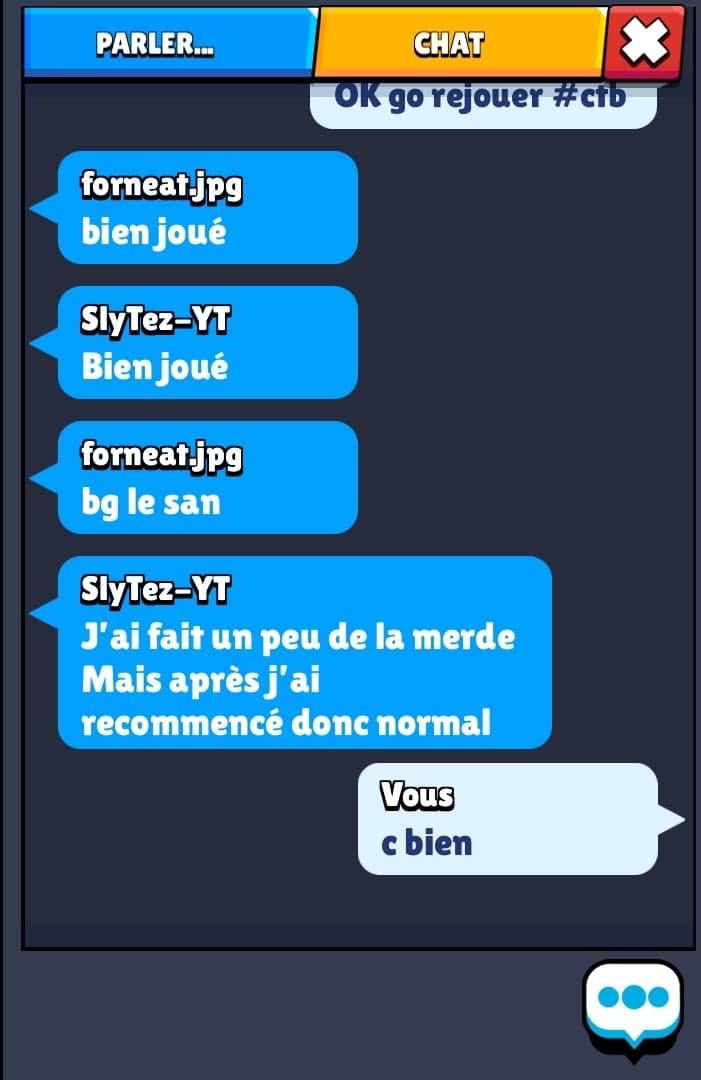 PARLER...
CHAT
OK go rejouer #ctb
forneat.jpg
bien joué
SlyTez-YT
Bien joué
forneat.jpg
bg le san
SlyTez-YT
J'ai fait un peu de la merde
Mais après j'ai
recommencé donc normal
Vous
c bien